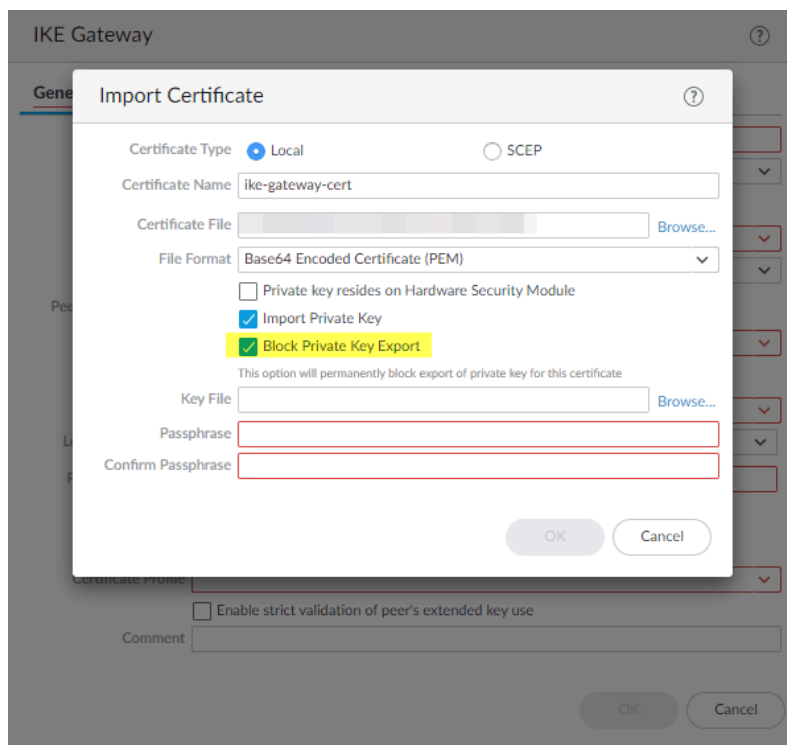 IKE Gateway
Gene
Import Certificate
Certificate Type Local SCEP
Certificate Name ike-gateway-cert
Certificate File Browse...
File Format Base64 Encoded Certificate (PEM)
Private key resides on Hardware Security Module
Import Private Key
Block Private Key Export
This option will permanently block export of private key for this certificate
Key File Browse...
Passphrase
Confirm Passphrase
OK Cancel
Pee
Certificate Profile
Enable strict validation of peer's extended key use
Comment
OK Cancel